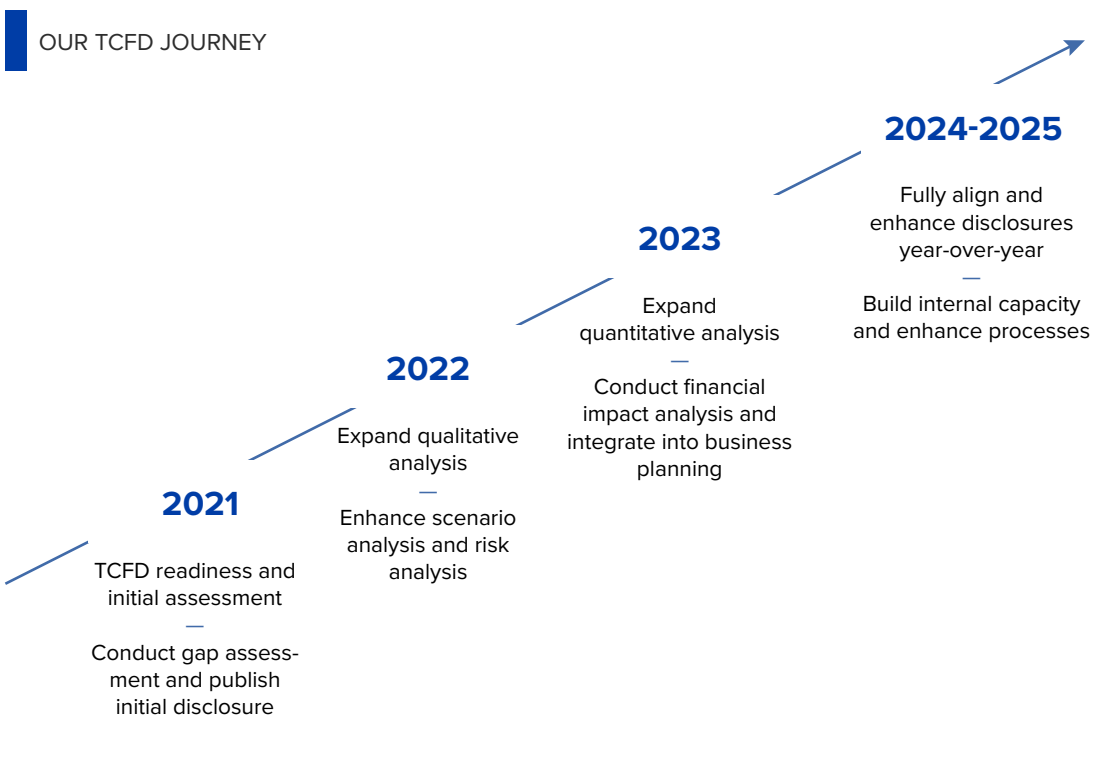 OUR TCFD JOURNEY
2021
TCFD readiness and
initial assessment
—
Conduct gap assess-
ment and publish
initial disclosure
2022
Expand qualitative
analysis
—
Enhance scenario
analysis and risk
analysis
2023
Expand
quantitative analysis
—
Conduct financial
impact analysis and
integrate into business
planning
2024-2025
Fully align and
enhance disclosures
year-over-year
—
Build internal capacity
and enhance processes